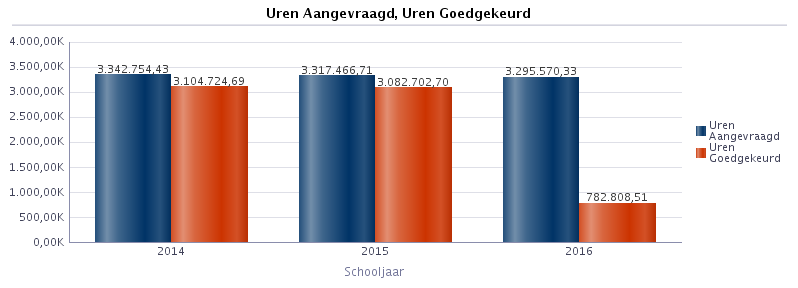 Uren Aangevraagd, Uren Goedgekeurd
4.000,00K
3.500,00K
3.000,00K
2.500,00K
2.000,00K
1.500,00K
1.000,00K
500,00K
0,00K
3.342.754,43
3.104.724,69
3.317.466,71
3.082.702,70
3.295.570,33
782.808,51
2014
2015
2016
Schooljaar
Uren
Aangevraagd
Uren
Goedgekeurd